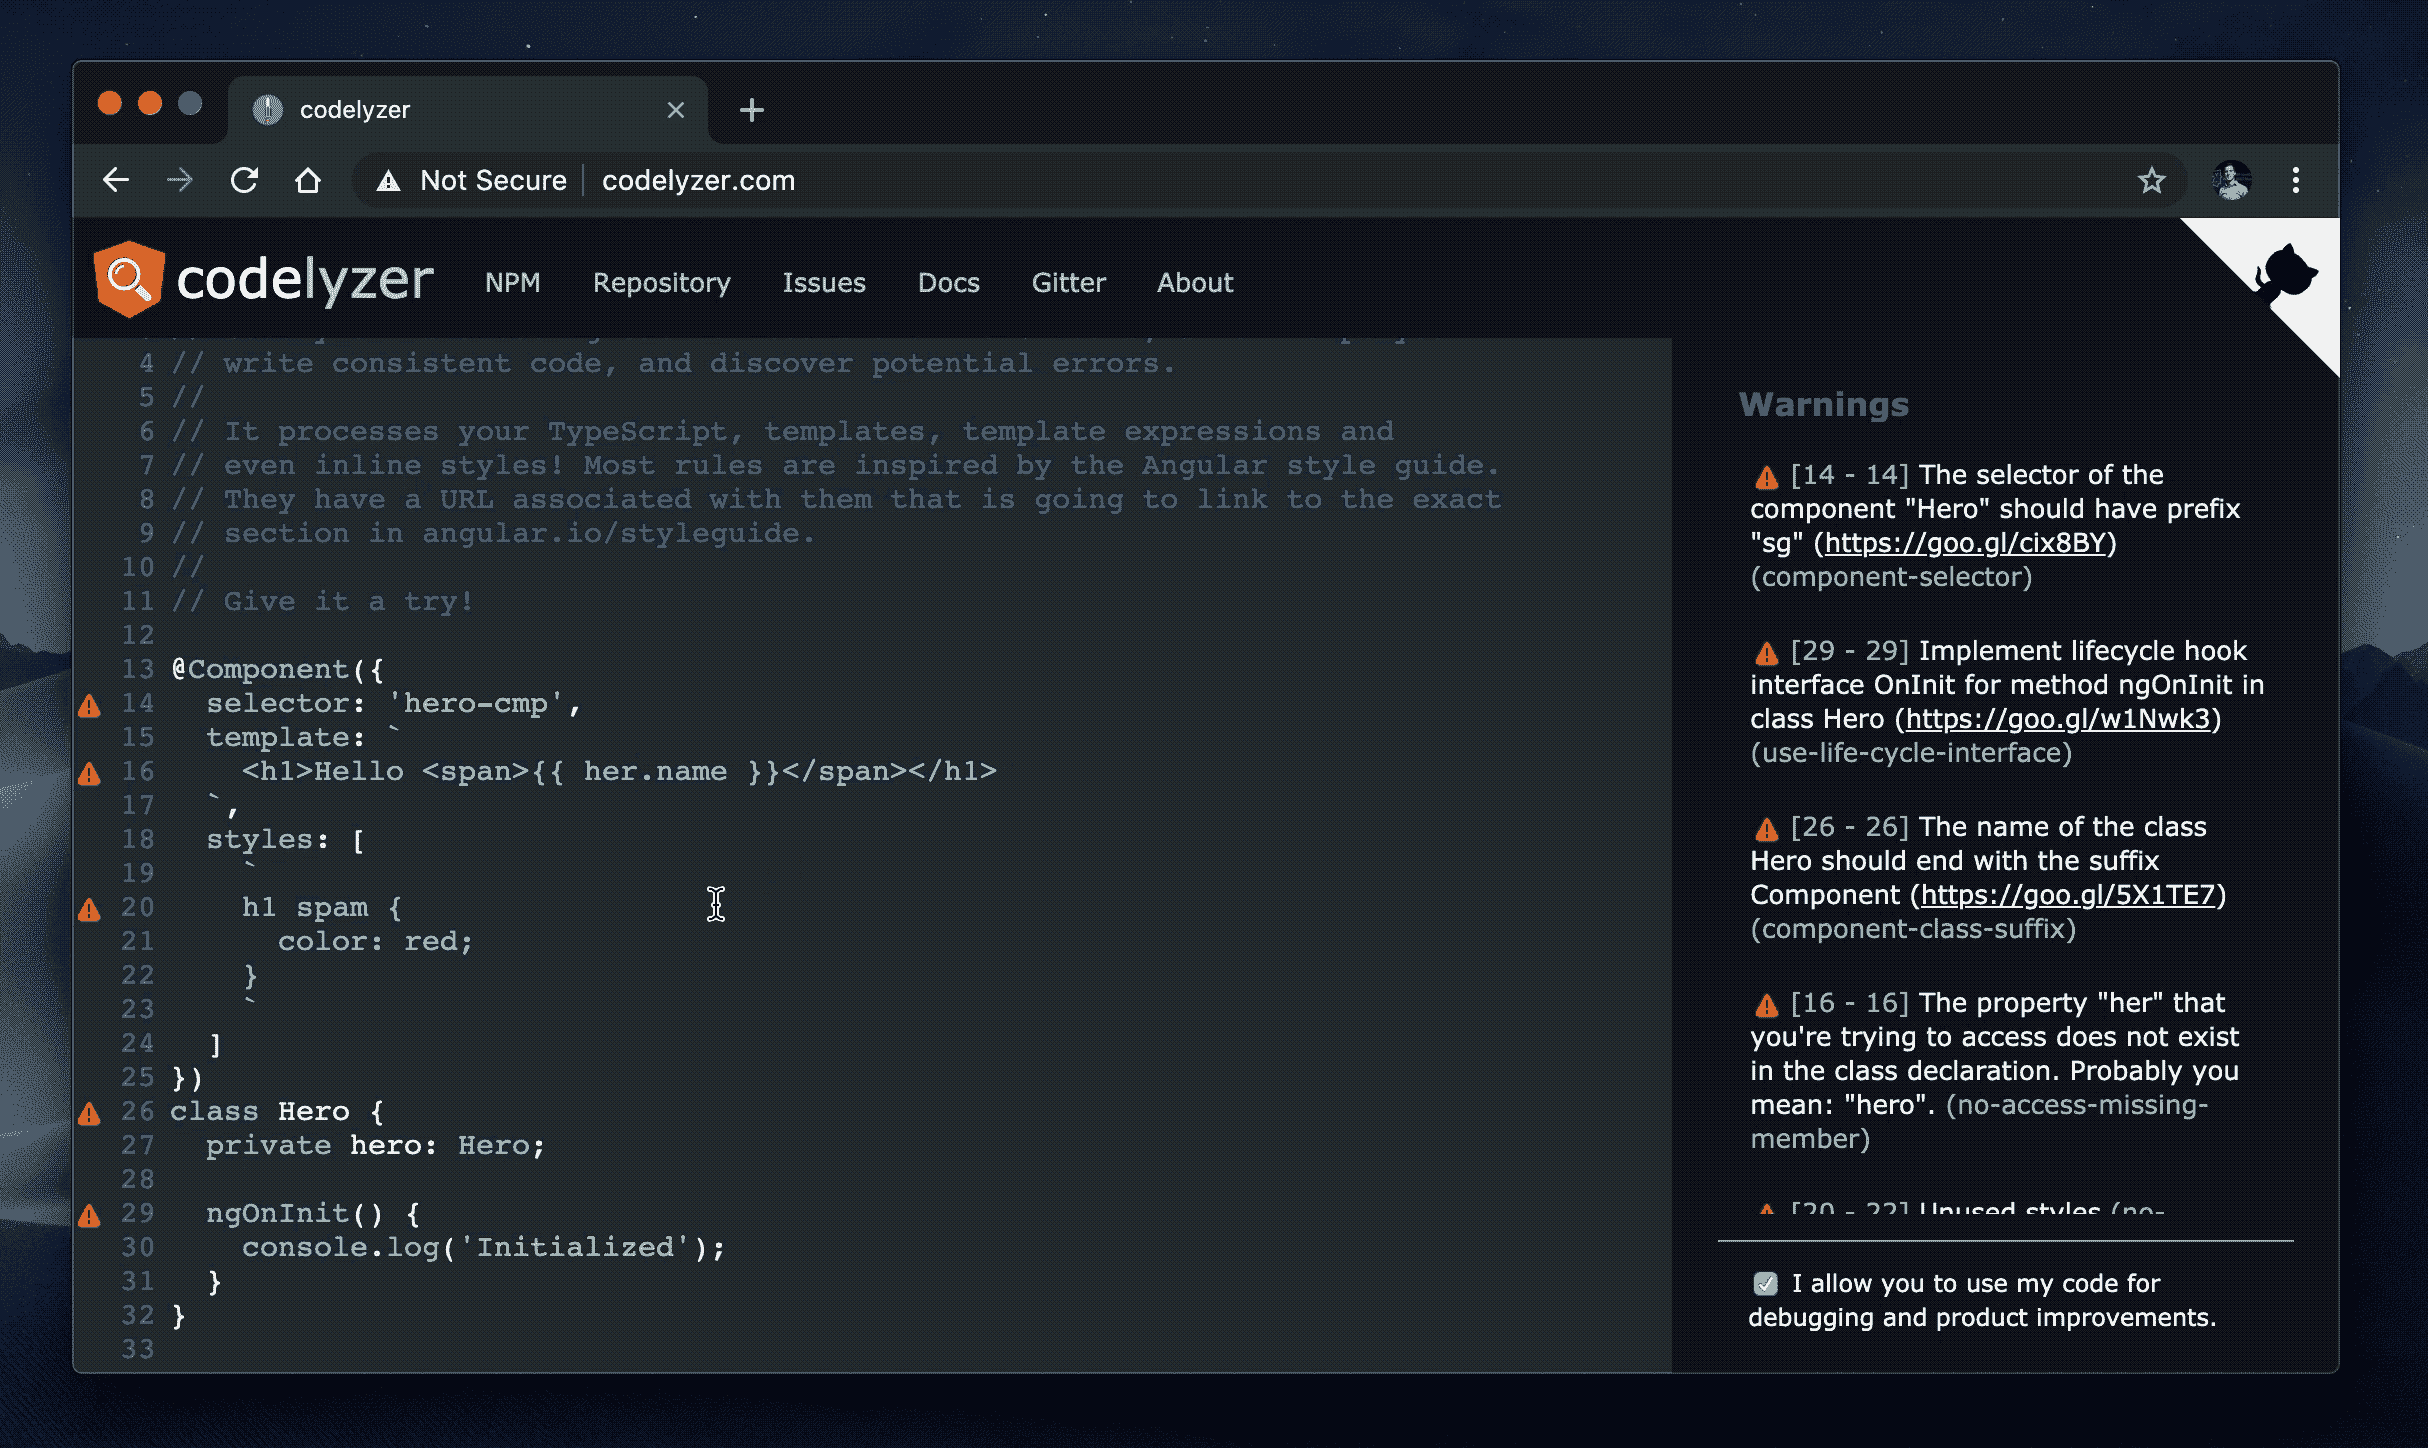 codelyzer
Not Secure codelyzer.com
codelyzer NPM Repository Issues Docs Gitter About
4 // write consistent code, and discover potential errors.
5 //
6 // It processes your TypeScript, templates, template expressions and
7 // even inline styles! Most rules are inspired by the Angular style guide.
8 // They have a URL associated with them that is going to link to the exact
9 // section in angular.io/styleguide.
10 //
11 // Give it a try!
12
13 @Component({
14 selector: 'hero-cmp',
15 template: `
16 <h1>Hello <span>{{ her.name }}</span></h1>
17 `,
18 styles: [
19 `
20 h1 spam {
21 color: red;
22 }
23 `
24 ]
25 })
26 class Hero {
27 private hero: Hero;
28
29 ngOnInit() {
30 console.log('Initialized');
31 }
32 }
33
Warnings
[14 - 14] The selector of the
component "Hero" should have prefix
"sg" (https://goo.gl/cix8BY)
(component-selector)
[29 - 29] Implement lifecycle hook
interface OnInit for method ngOnInit in
class Hero (https://goo.gl/w1Nwk3)
(use-life-cycle-interface)
[26 - 26] The name of the class
Hero should end with the suffix
Component (https://goo.gl/5X1TE7)
(component-class-suffix)
[16 - 16] The property "her" that
you're trying to access does not exist
in the class declaration. Probably you
mean: "hero". (no-access-missing-
member)
[20 - 22] Unused styles (no-
I allow you to use my code for
debugging and product improvements.